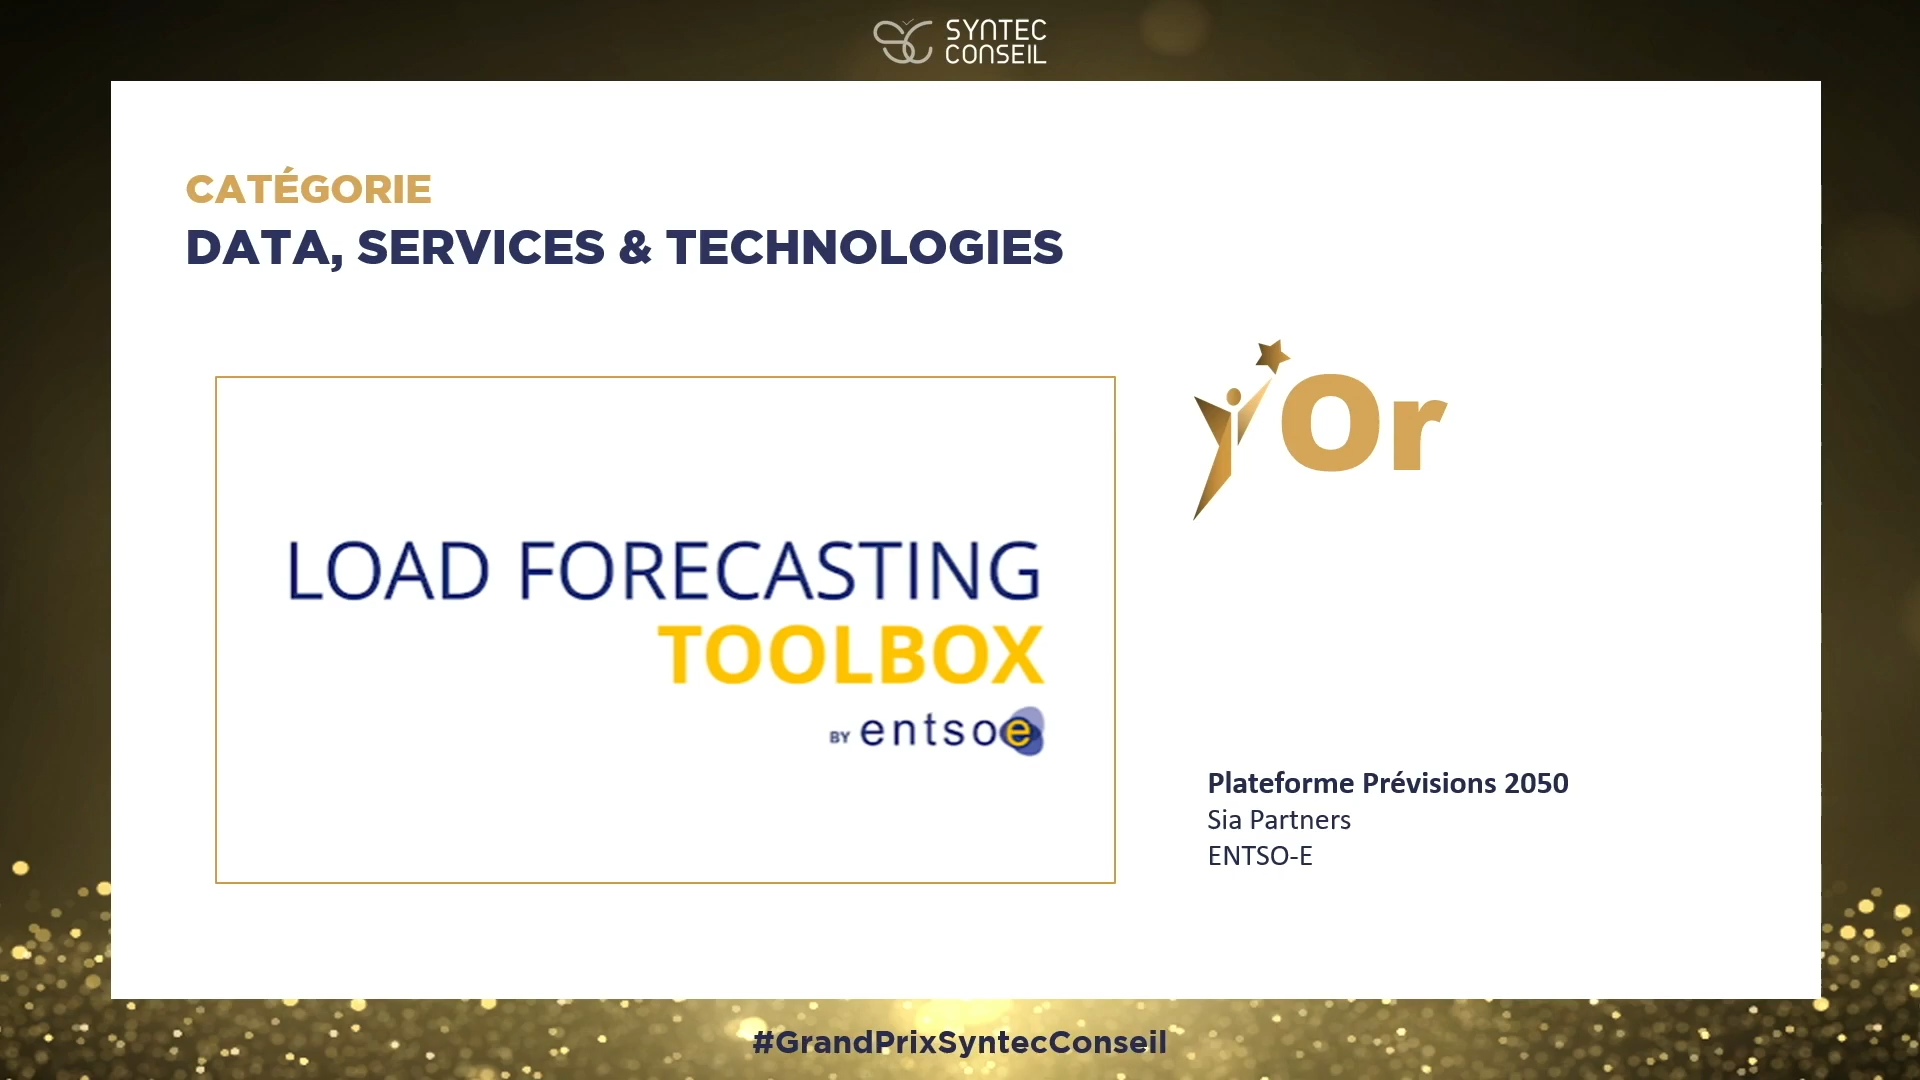 SYNTEC
CONSEIL
CATÉGORIE
DATA, SERVICES & TECHNOLOGIES
Or
LOAD FORECASTING
TOOLBOX
BY entsoe
Plateforme Prévisions 2050
Sia Partners
ENTSO-E
#GrandPrixSyntecConseil